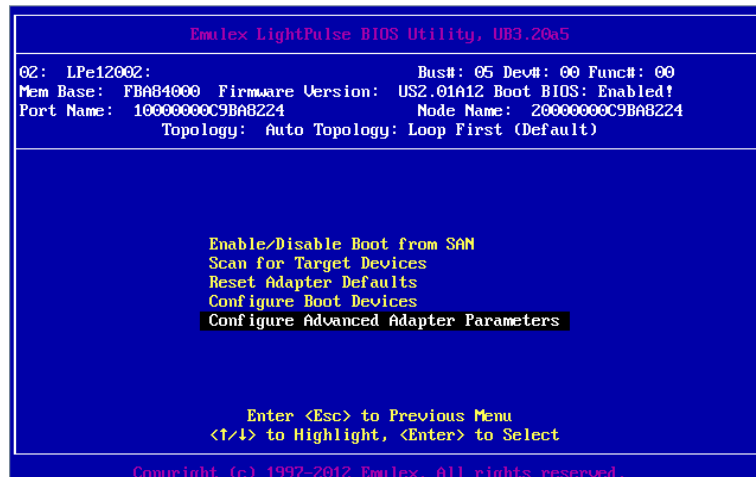 Emulex LightPulse BIOS Utility, UB3.20a5
02: LPe12002: Bus#: 05 Dev#: 00 Func#: 00
Mem Base: FBA84000 Firmware Version: US2.01A12 Boot BIOS: Enabled!
Port Name: 10000000C9BA8224 Node Name: 20000000C9BA8224
Topology: Auto Topology: Loop First (Default)
Enable/Disable Boot from SAN
Scan for Target Devices
Reset Adapter Defaults
Configure Boot Devices
Configure Advanced Adapter Parameters
Enter <Esc> to Previous Menu
<↑/↓> to Highlight, <Enter> to Select
Copyright (c) 1997-2012 Emulex. All rights reserved.